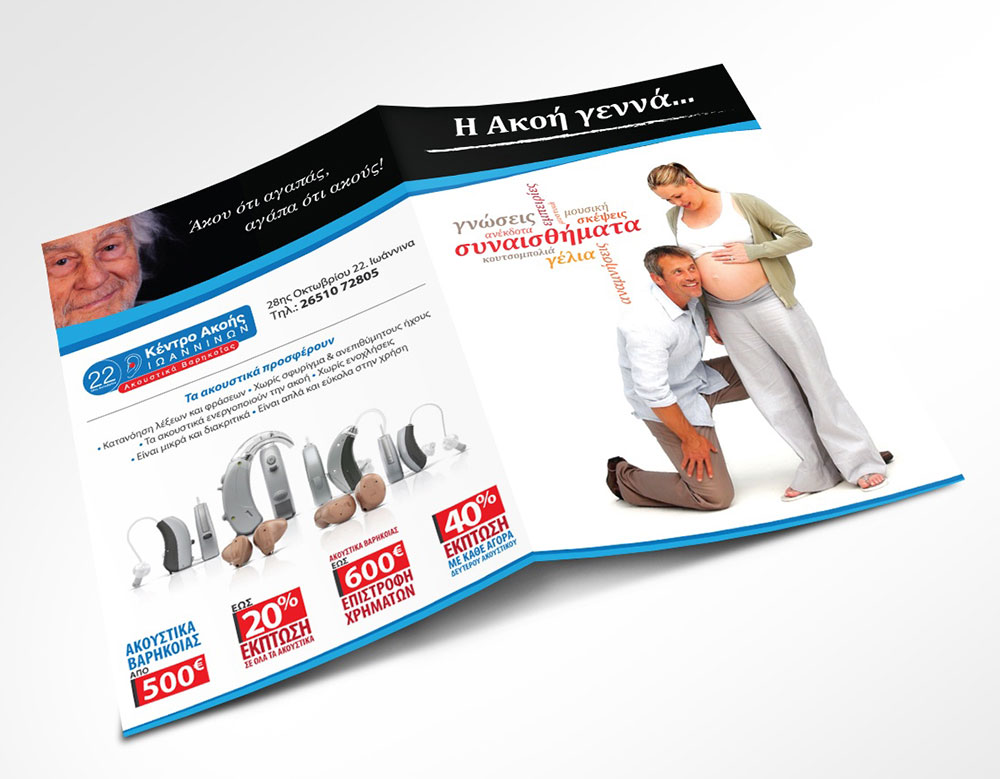 Άκου ότι αγαπάς,
αγάπα ότι ακούς!
22
Κέντρο Ακοής
ΙΩΑΝΝΙΝΩΝ
Ακουστικά Βαρηκοΐας
28ης Οκτωβρίου 22. Ιωάννινα
Τηλ.: 26510 72805
Τα ακουστικά προσφέρουν
• Κατανόηση λέξεων και φράσεων • Χωρίς σφυρίγμα & ανεπιθύμητους ήχους
• Τα ακουστικά ενεργοποιούν την ακοή • Χωρίς ενοχλήσεις
• Είναι μικρά και διακριτικά • Είναι απλά και εύκολα στην χρήση
ΑΚΟΥΣΤΙΚΑ
ΒΑΡΗΚΟΙΑΣ
ΑΠΟ
500€
ΕΩΣ
20%
ΕΚΠΤΩΣΗ
ΣΕ ΟΛΑ ΤΑ ΑΚΟΥΣΤΙΚΑ
ΑΚΟΥΣΤΙΚΑ ΒΑΡΗΚΟΙΑΣ
ΕΩΣ
600€
ΕΠΙΣΤΡΟΦΗ
ΧΡΗΜΑΤΩΝ
40%
ΕΚΠΤΩΣΗ
ΜΕ ΚΑΘΕ ΑΓΟΡΑ
ΔΕΥΤΕΡΟΥ ΑΚΟΥΣΤΙΚΟΥ
Η Ακοή γεννά...
γνώσεις
εμπειρίες
μουσική
ανέκδοτα
σκέψεις
συναισθήματα
κουτσομπολιά
γέλια
αναμνήσεις